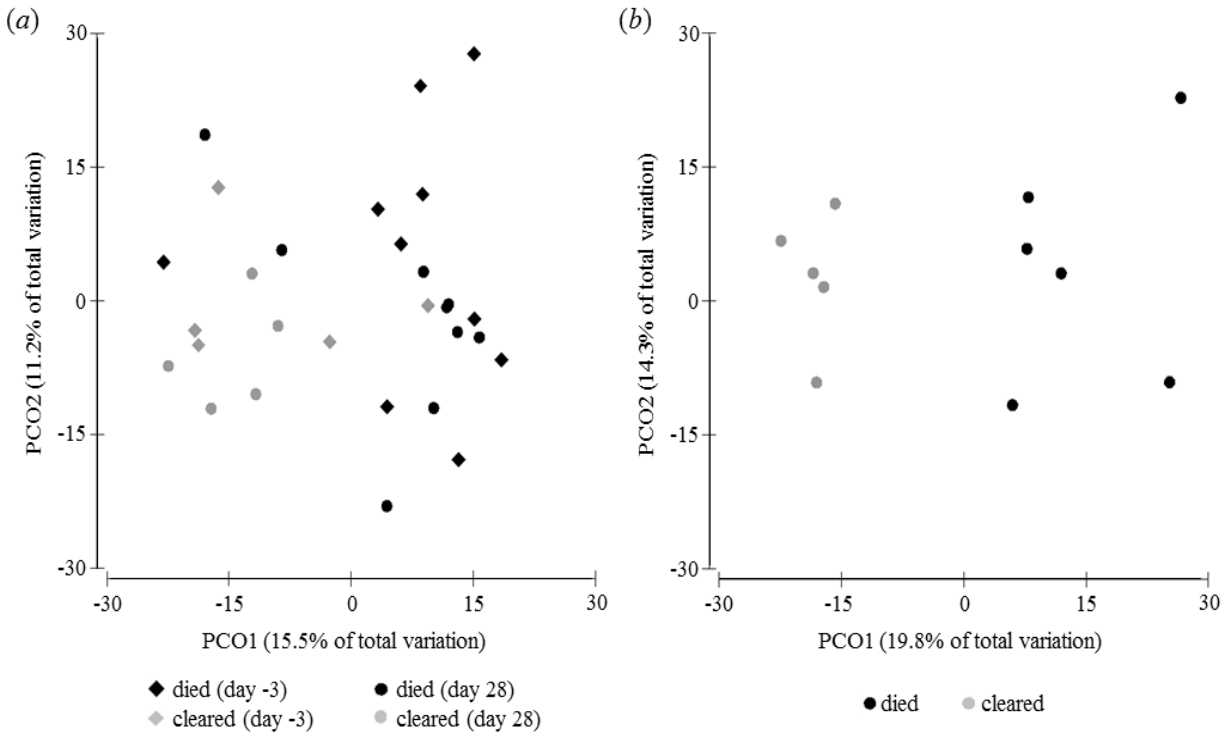 (a)
30
15
0
-15
-30
PCO2 (11.2% of total variation)
-30 -15 0 15 30
PCO1 (15.5% of total variation)
died (day -3) died (day 28)
cleared (day -3) cleared (day 28)
(b)
30
15
0
-15
-30
PCO2 (14.3% of total variation)
-30 -15 0 15 30
PCO1 (19.8% of total variation)
died cleared